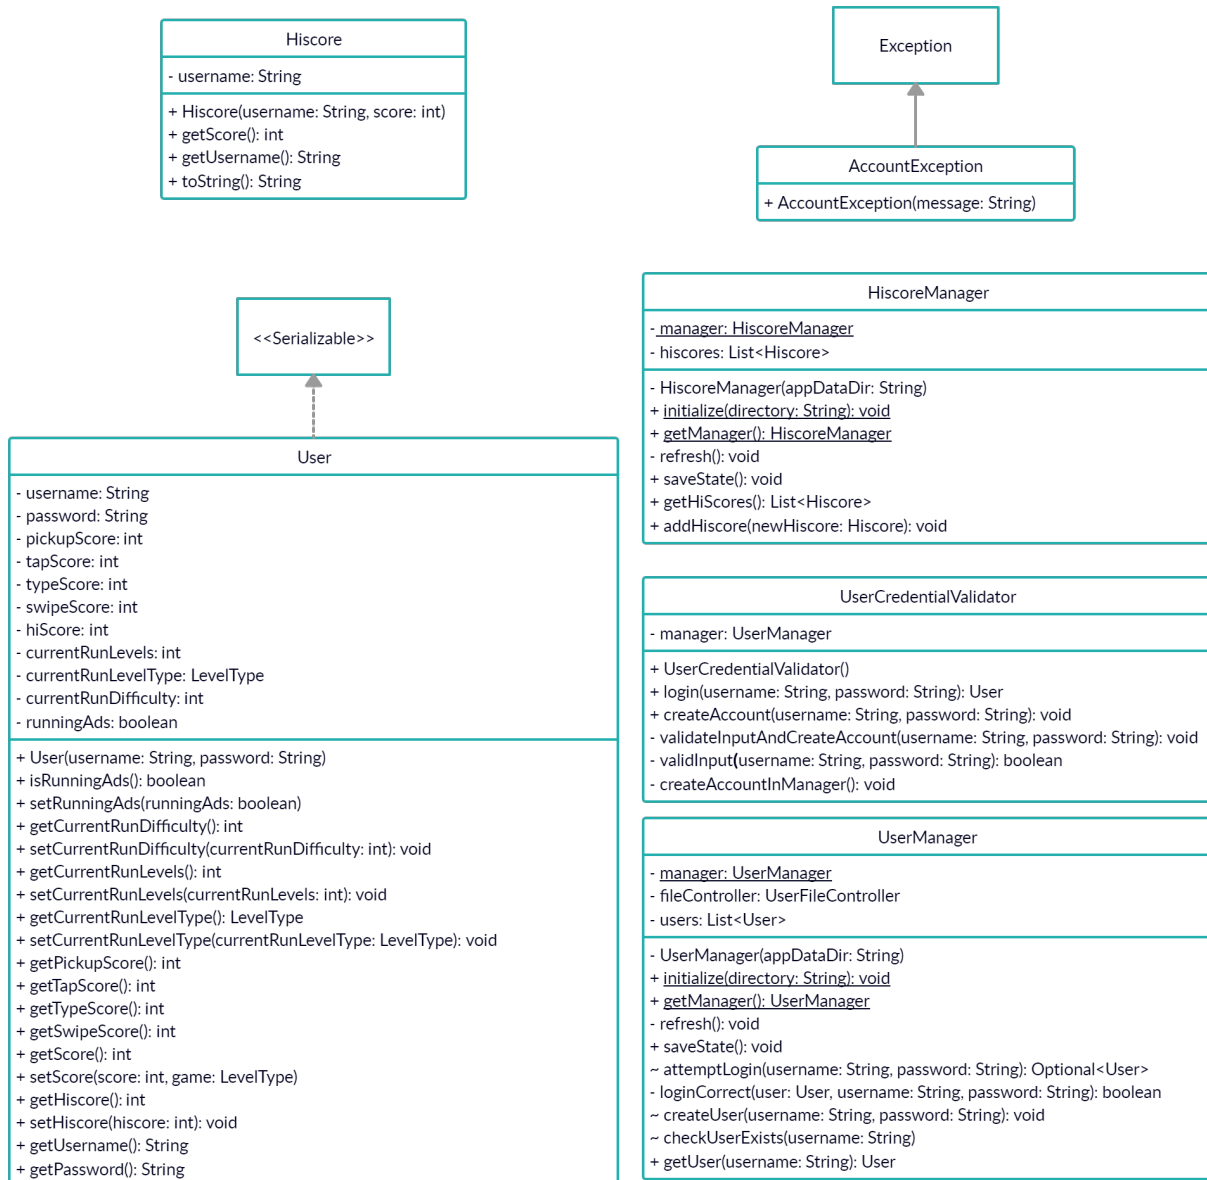 Hiscore
- username: String
+ Hiscore(username: String, score: int)
+ getScore(): int
+ getUsername(): String
+ toString(): String
Exception
AccountException
+ AccountException(message: String)
<<Serializable>>
User
- username: String
- password: String
- pickupScore: int
- tapScore: int
- typeScore: int
- swipeScore: int
- hiScore: int
- currentRunLevels: int
- currentRunLevelType: LevelType
- currentRunDifficulty: int
- runningAds: boolean
+ User(username: String, password: String)
+ isRunningAds(): boolean
+ setRunningAds(runningAds: boolean)
+ getCurrentRunDifficulty(): int
+ setCurrentRunDifficulty(currentRunDifficulty: int): void
+ getCurrentRunLevels(): int
+ setCurrentRunLevels(currentRunLevels: int): void
+ getCurrentRunLevelType(): LevelType
+ setCurrentRunLevelType(currentRunLevelType: LevelType): void
+ getPickupScore(): int
+ getTapScore(): int
+ getTypeScore(): int
+ getSwipeScore(): int
+ getScore(): int
+ setScore(score: int, game: LevelType)
+ getHiscore(): int
+ setHiscore(hiscore: int): void
+ getUsername(): String
+ getPassword(): String
HiscoreManager
- manager: HiscoreManager
- hiscores: List<Hiscore>
- HiscoreManager(appDataDir: String)
+ initialize(directory: String): void
+ getManager(): HiscoreManager
- refresh(): void
+ saveState(): void
+ getHiScores(): List<Hiscore>
+ addHiscore(newHiscore: Hiscore): void
UserCredentialValidator
- manager: UserManager
+ UserCredentialValidator()
+ login(username: String, password: String): User
+ createAccount(username: String, password: String): void
- validateInputAndCreateAccount(username: String, password: String): void
- validInput(username: String, password: String): boolean
- createAccountInManager(): void
UserManager
- manager: UserManager
- fileController: UserFileController
- users: List<User>
- UserManager(appDataDir: String)
+ initialize(directory: String): void
+ getManager(): UserManager
- refresh(): void
+ saveState(): void
~ attemptLogin(username: String, password: String): Optional<User>
- loginCorrect(user: User, username: String, password: String): boolean
~ createUser(username: String, password: String): void
~ checkUserExists(username: String)
+ getUser(username: String): User